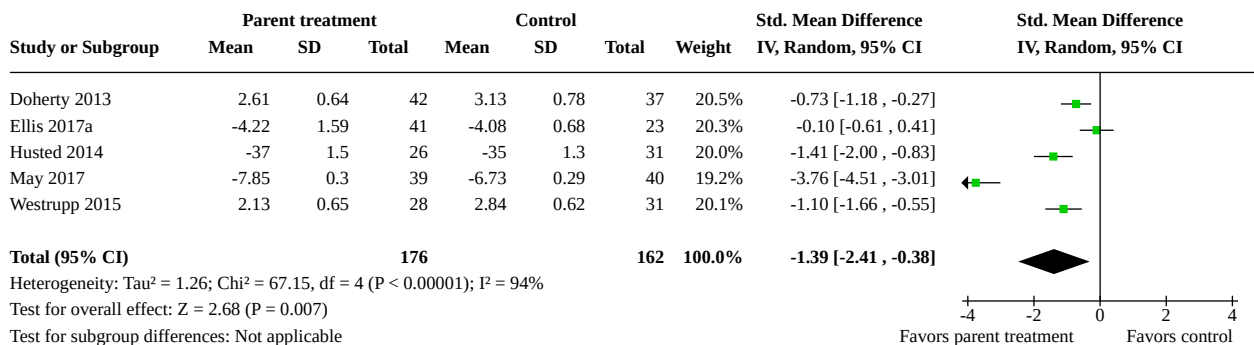 Parent treatment Control Std. Mean Difference Std. Mean Difference
Study or Subgroup Mean SD Total Mean SD Total Weight IV, Random, 95% CI IV, Random, 95% CI
Doherty 2013 2.61 0.64 42 3.13 0.78 37 20.5% -0.73 [-1.18 , -0.27]
Ellis 2017a -4.22 1.59 41 -4.08 0.68 23 20.3% -0.10 [-0.61 , 0.41]
Husted 2014 -37 1.5 26 -35 1.3 31 20.0% -1.41 [-2.00 , -0.83]
May 2017 -7.85 0.3 39 -6.73 0.29 40 19.2% -3.76 [-4.51 , -3.01]
Westrupp 2015 2.13 0.65 28 2.84 0.62 31 20.1% -1.10 [-1.66 , -0.55]
Total (95% CI) 176 162 100.0% -1.39 [-2.41 , -0.38]
Heterogeneity: Tau² = 1.26; Chi² = 67.15, df = 4 (P < 0.00001); I² = 94%
Test for overall effect: Z = 2.68 (P = 0.007) -4 -2 0 2 4
Test for subgroup differences: Not applicable Favors parent treatment Favors control